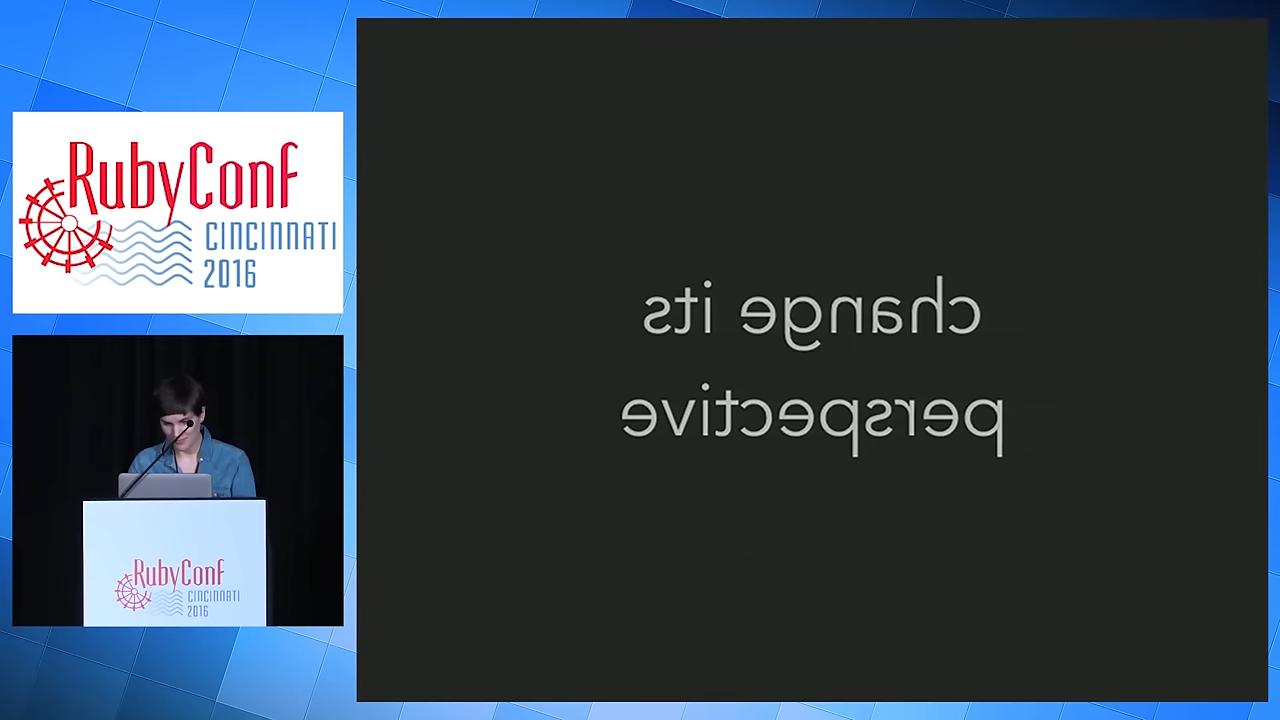 RubyConf
CINCINNATI
2016
change its
perspective
RubyConf
CINCINNATI
2016